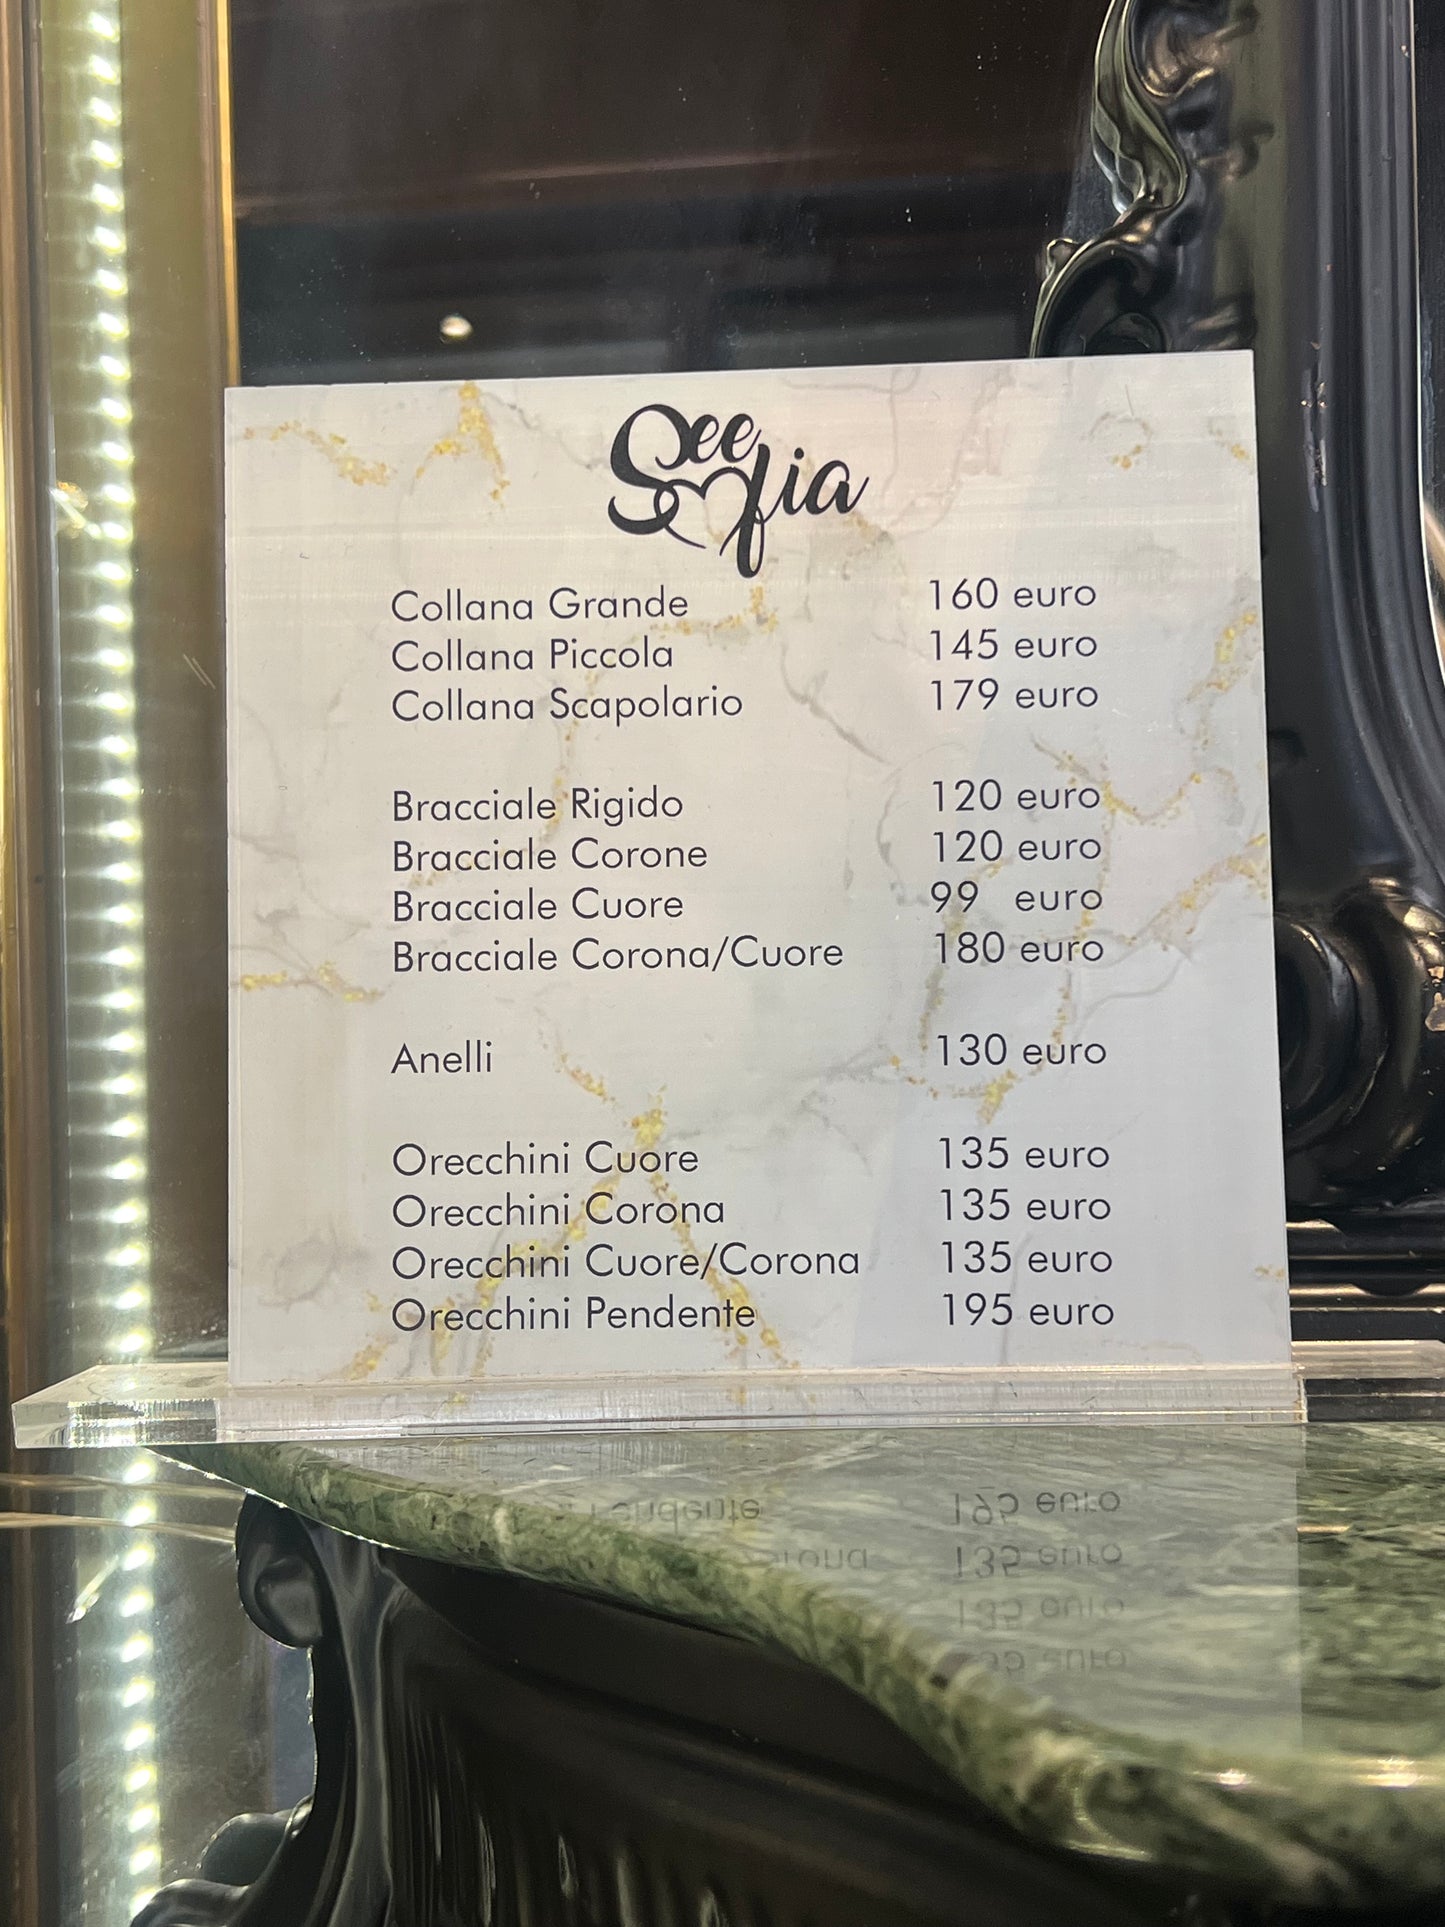 See
Sofia
Collana Grande 160 euro
Collana Piccola 145 euro
Collana Scapolario 179 euro
Bracciale Rigido 120 euro
Bracciale Corone 120 euro
Bracciale Cuore 99 euro
Bracciale Corona/Cuore 180 euro
Anelli 130 euro
Orecchini Cuore 135 euro
Orecchini Corona 135 euro
Orecchini Cuore/Corona 135 euro
Orecchini Pendente 195 euro